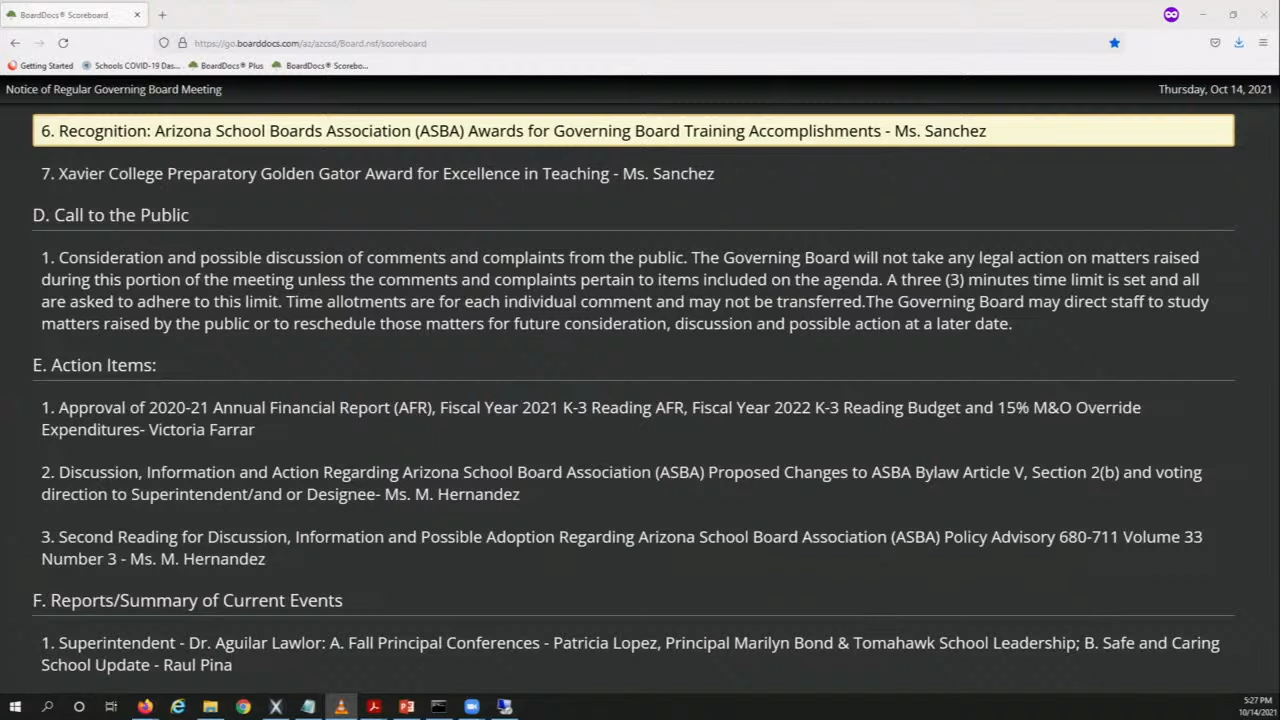 BoardDocs® Scoreboard
https://go.boarddocs.com/az/azcsd/Board.nsf/scoreboard
Getting Started Schools COVID-19 Das... BoardDocs® Plus BoardDocs® Scorebo...
Notice of Regular Governing Board Meeting Thursday, Oct 14, 2021
6. Recognition: Arizona School Boards Association (ASBA) Awards for Governing Board Training Accomplishments - Ms. Sanchez
7. Xavier College Preparatory Golden Gator Award for Excellence in Teaching - Ms. Sanchez
D. Call to the Public
1. Consideration and possible discussion of comments and complaints from the public. The Governing Board will not take any legal action on matters raised
during this portion of the meeting unless the comments and complaints pertain to items included on the agenda. A three (3) minutes time limit is set and all
are asked to adhere to this limit. Time allotments are for each individual comment and may not be transferred.The Governing Board may direct staff to study
matters raised by the public or to reschedule those matters for future consideration, discussion and possible action at a later date.
E. Action Items:
1. Approval of 2020-21 Annual Financial Report (AFR), Fiscal Year 2021 K-3 Reading AFR, Fiscal Year 2022 K-3 Reading Budget and 15% M&O Override
Expenditures- Victoria Farrar
2. Discussion, Information and Action Regarding Arizona School Board Association (ASBA) Proposed Changes to ASBA Bylaw Article V, Section 2(b) and voting
direction to Superintendent/and or Designee- Ms. M. Hernandez
3. Second Reading for Discussion, Information and Possible Adoption Regarding Arizona School Board Association (ASBA) Policy Advisory 680-711 Volume 33
Number 3 - Ms. M. Hernandez
F. Reports/Summary of Current Events
1. Superintendent - Dr. Aguilar Lawlor: A. Fall Principal Conferences - Patricia Lopez, Principal Marilyn Bond & Tomahawk School Leadership; B. Safe and Caring
School Update - Raul Pina
5:27 PM
10/14/2021